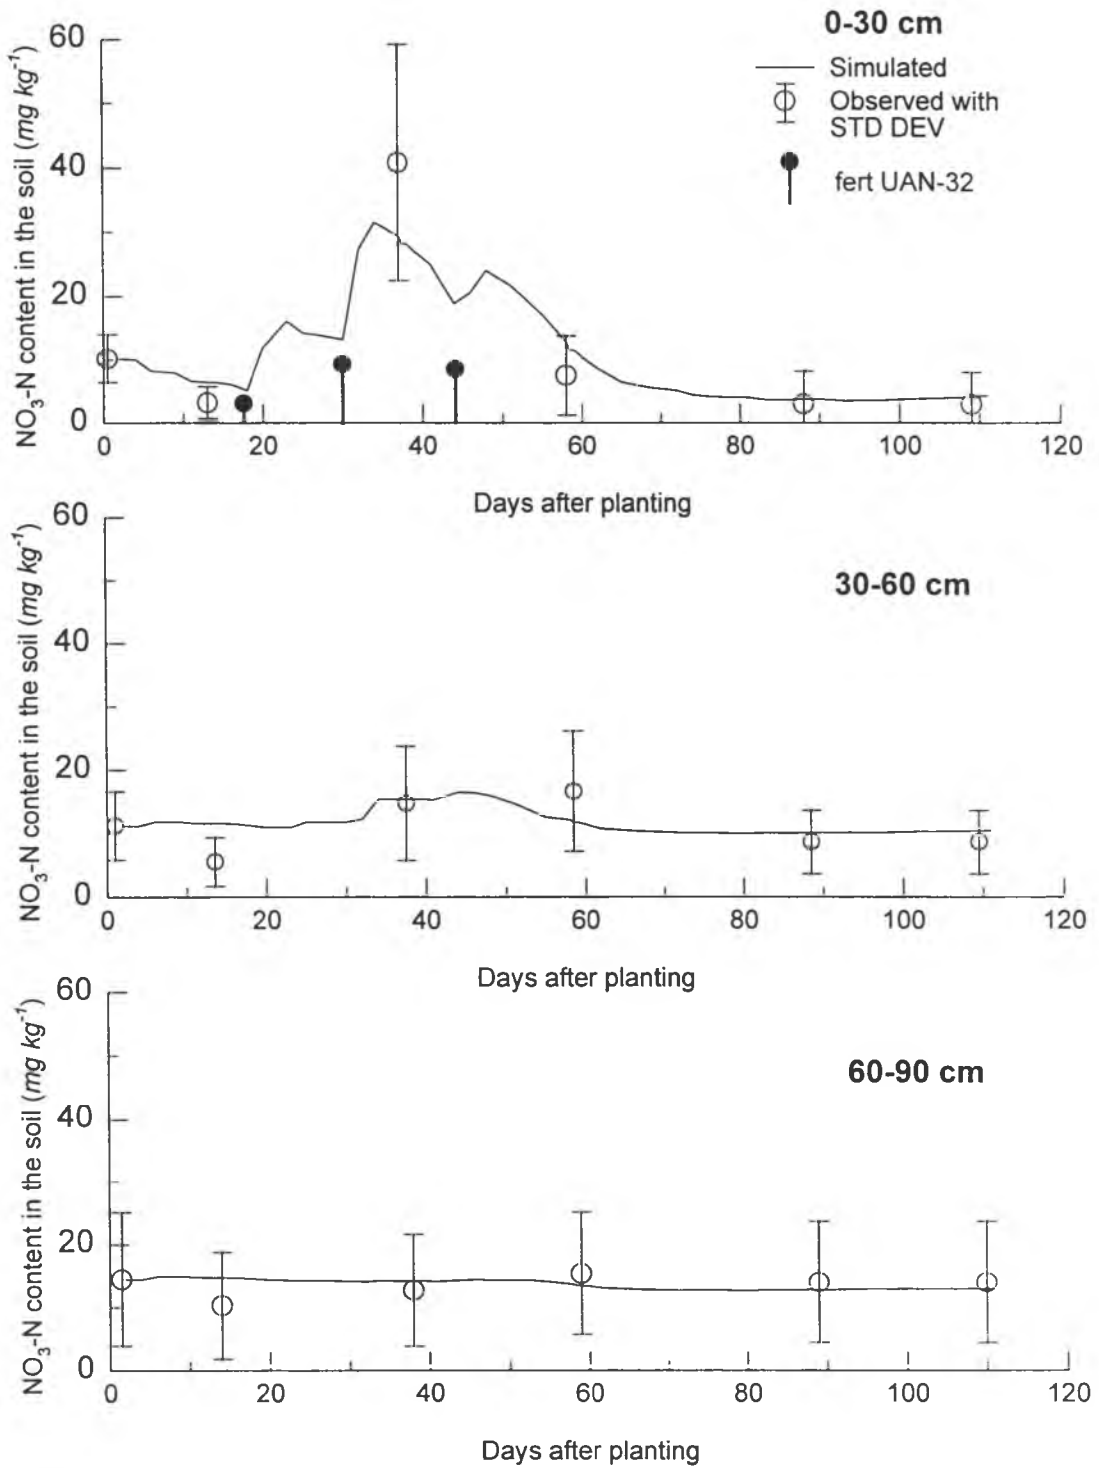 0-30 cm
Simulated
Observed with
STD DEV
fert UAN-32
NO₃-N content in the soil (mg kg⁻¹)
60
40
20
0
0 20 40 60 80 100 120
Days after planting
30-60 cm
NO₃-N content in the soil (mg kg⁻¹)
60
40
20
0
0 20 40 60 80 100 120
Days after planting
60-90 cm
NO₃-N content in the soil (mg kg⁻¹)
60
40
20
0
0 20 40 60 80 100 120
Days after planting